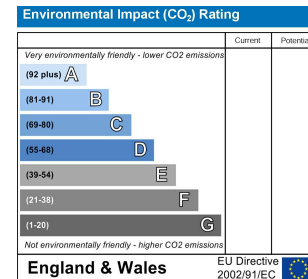 Environmental Impact (CO₂) Rating
Current Potentia
Very environmentally friendly - lower CO2 emissions
(92 plus) A
(81-91) B
(69-80) C
(55-68) D
(39-54) E
(21-38) F
(1-20) G
Not environmentally friendly - higher CO2 emissions
England & Wales
EU Directive
2002/91/EC